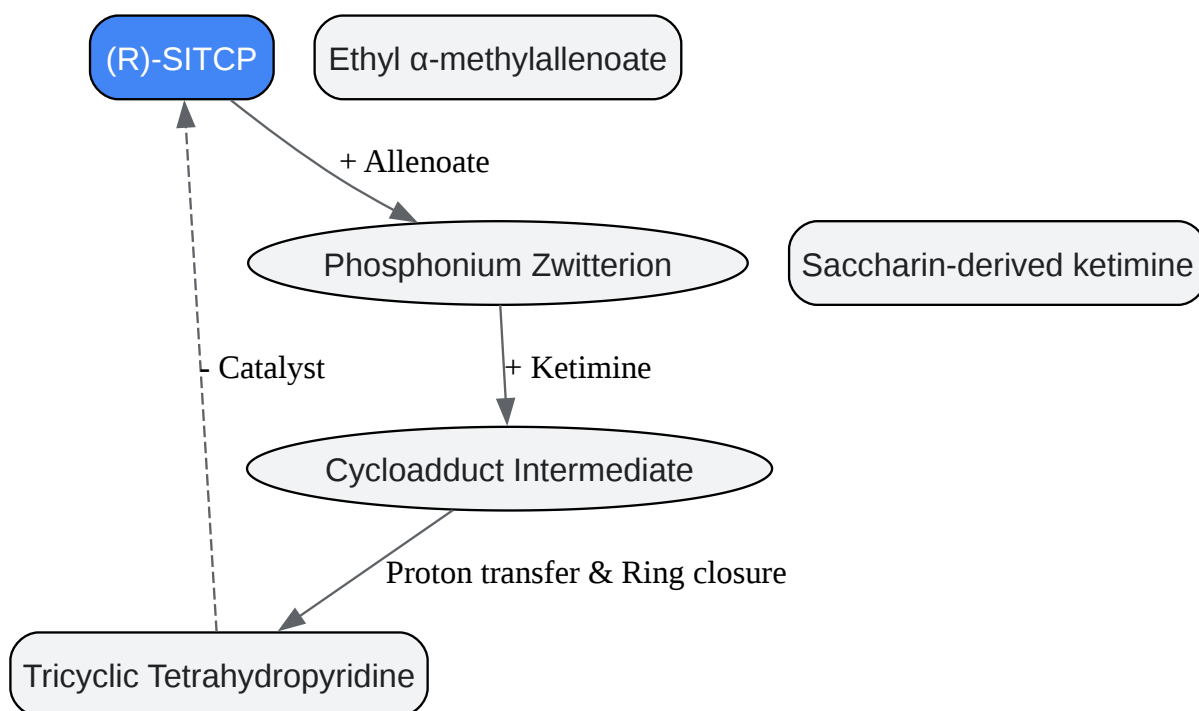 (R)-SITCP
Ethyl α-methylallenoate
+ Allenoate
Phosphonium Zwitterion
Saccharin-derived ketimine
- Catalyst
+ Ketimine
Cycloadduct Intermediate
Proton transfer & Ring closure
Tricyclic Tetrahydropyridine